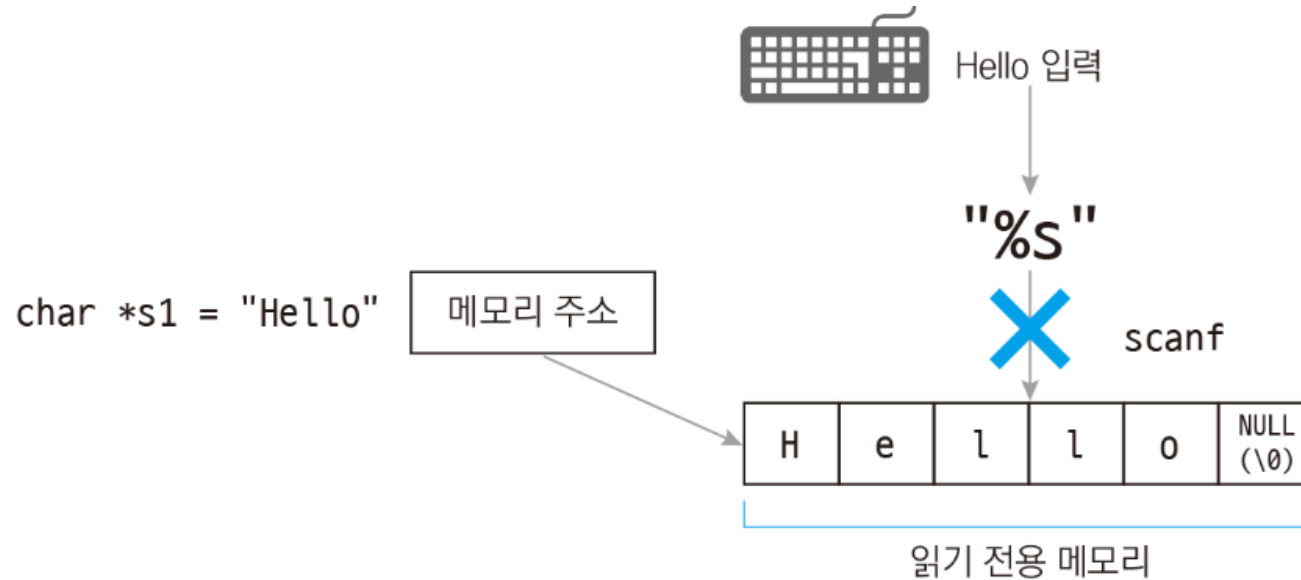 Hello 입력
"%s"
char *s1 = "Hello"
메모리 주소
scanf
H e l l o NULL
(\0)
읽기 전용 메모리